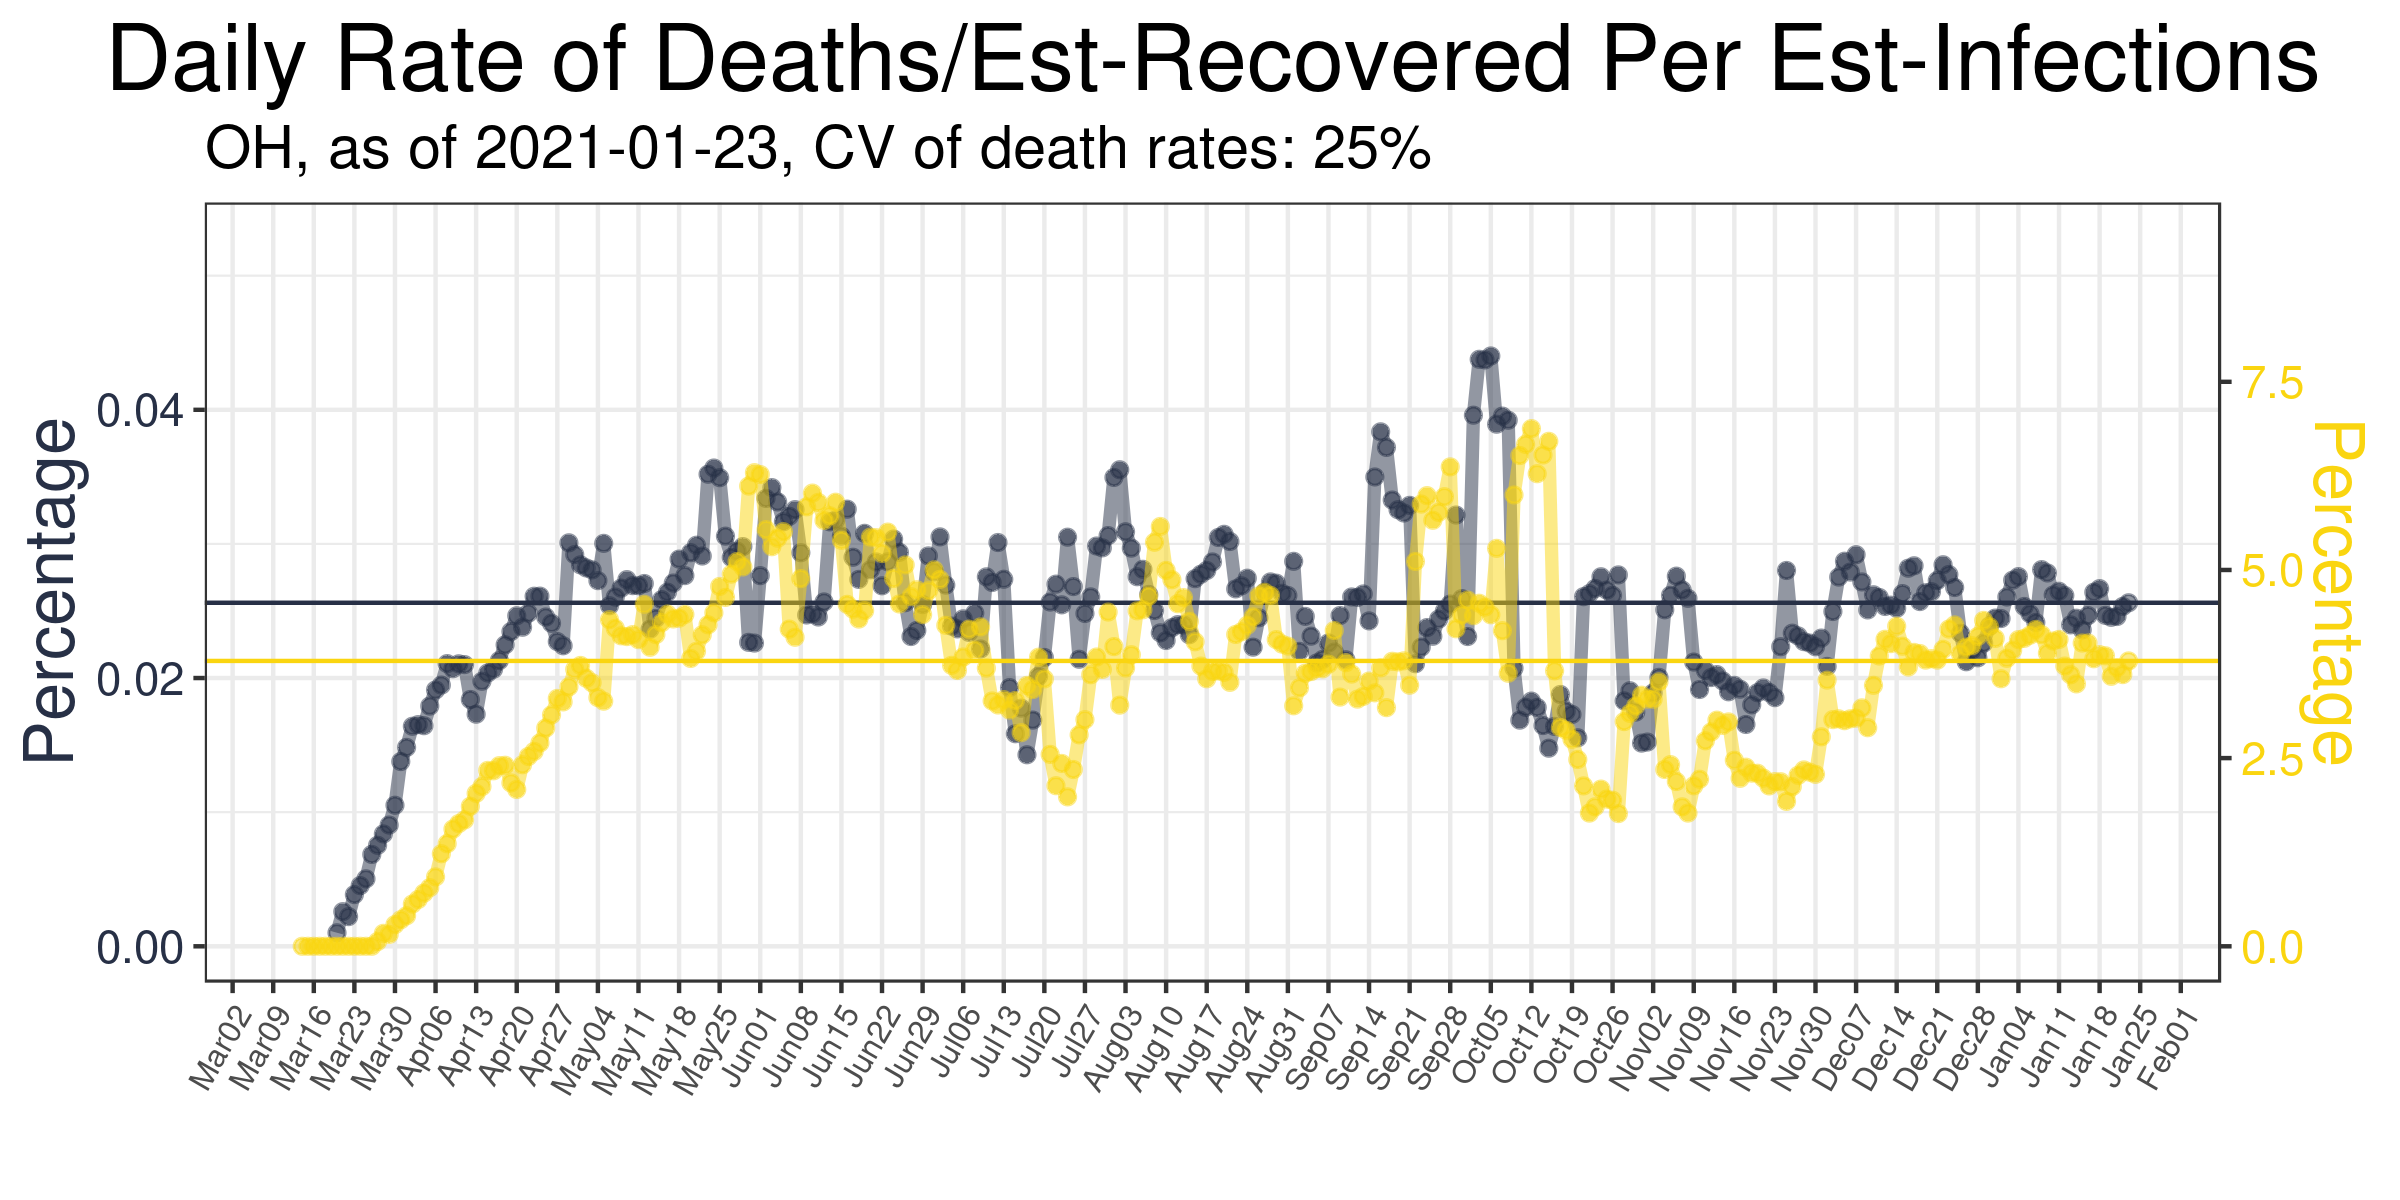 Daily Rate of Deaths/Est-Recovered Per Est-Infections
OH, as of 2021-01-23, CV of death rates: 25%
Percentage
0.04
0.02
0.00
7.5
5.0
2.5
0.0
Percentage
Mar02 Mar09 Mar16 Mar23 Mar30 Apr06 Apr13 Apr20 Apr27 May04 May11 May18 May25 Jun01 Jun08 Jun15 Jun22 Jun29 Jul06 Jul13 Jul20 Jul27 Aug03 Aug10 Aug17 Aug24 Aug31 Sep07 Sep14 Sep21 Sep28 Oct05 Oct12 Oct19 Oct26 Nov02 Nov09 Nov16 Nov23 Nov30 Dec07 Dec14 Dec21 Dec28 Jan04 Jan11 Jan18 Jan25 Feb01